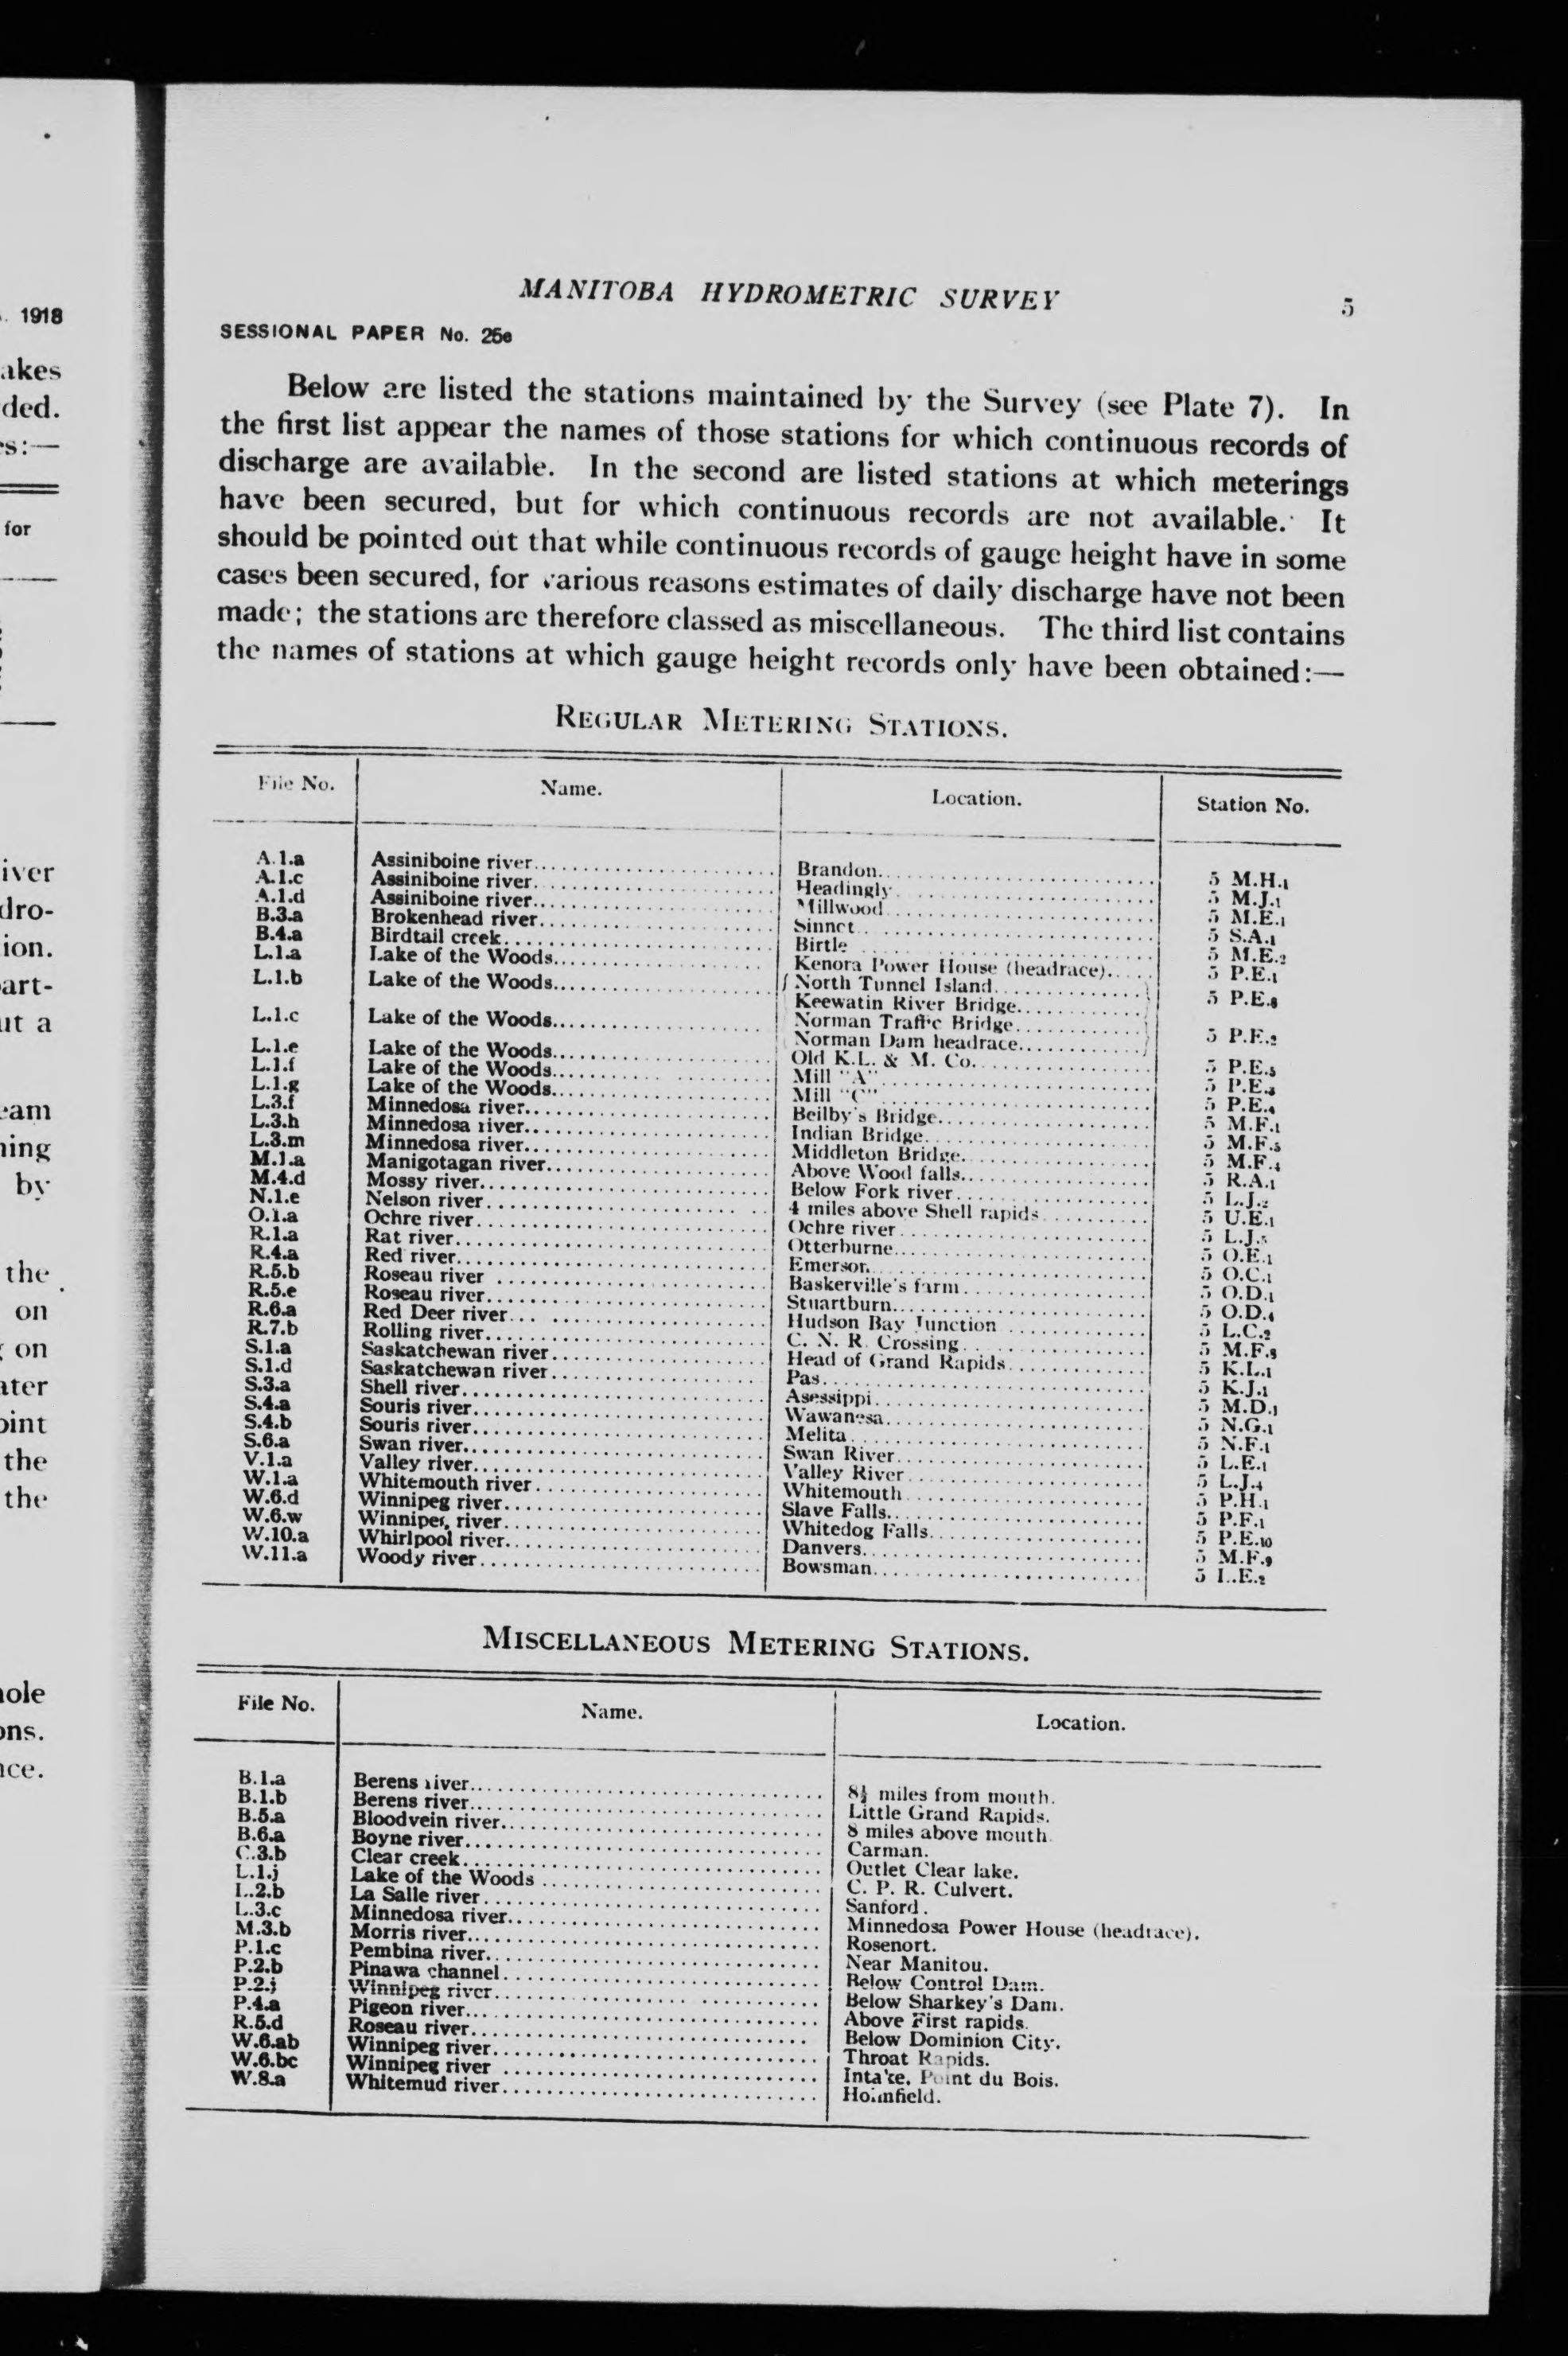 1918
akes
ded.
s:—
for
iver
dro-
ion.
art-
ut a
eam
ning
by
the
on
on
ater
oint
the
the
hole
ons.
nce.
MANITOBA HYDROMETRIC SURVEY 5
SESSIONAL PAPER No. 25e
Below are listed the stations maintained by the Survey (see Plate 7). In
the first list appear the names of those stations for which continuous records of
discharge are available. In the second are listed stations at which meterings
have been secured, but for which continuous records are not available. It
should be pointed out that while continuous records of gauge height have in some
cases been secured, for various reasons estimates of daily discharge have not been
made; the stations are therefore classed as miscellaneous. The third list contains
the names of stations at which gauge height records only have been obtained:—
REGULAR METERING STATIONS.
File No. Name. Location. Station No.
A.1.a Assiniboine river Brandon 5 M.H.1
A.1.c Assiniboine river Headingly 5 M.J.1
A.1.d Assiniboine river Millwood 5 M.E.1
B.3.a Brokenhead river Sinnet 5 S.A.1
B.4.a Birdtail creek Birtle 5 M.E.2
L.1.a Lake of the Woods Kenora Power House (headrace) 5 P.E.1
L.1.b Lake of the Woods North Tunnel Island
Keewatin River Bridge 5 P.E.8
L.1.c Lake of the Woods Norman Traffic Bridge
Norman Dam headrace 5 P.E.2
L.1.e Lake of the Woods Old K.L. & M. Co. 5 P.E.5
L.1.f Lake of the Woods Mill "A" 5 P.E.3
L.1.g Lake of the Woods Mill "C" 5 P.E.4
L.3.f Minnedosa river Beilby's Bridge 5 M.F.1
L.3.h Minnedosa river Indian Bridge 5 M.F.5
L.3.m Minnedosa river Middleton Bridge 5 M.F.4
M.1.a Manigotagan river Above Wood falls 5 R.A.1
M.4.d Mossy river Below Fork river 5 L.J.2
N.1.e Nelson river 4 miles above Shell rapids 5 U.E.1
O.1.a Ochre river Ochre river 5 L.J.5
R.1.a Rat river Otterburne 5 O.E.1
R.4.a Red river Emerson 5 O.C.1
R.5.b Roseau river Baskerville's farm 5 O.D.1
R.5.e Roseau river Stuartburn 5 O.D.4
R.6.a Red Deer river Hudson Bay Junction 5 L.C.2
R.7.b Rolling river C. N. R. Crossing 5 M.F.8
S.1.a Saskatchewan river Head of Grand Rapids 5 K.L.1
S.1.d Saskatchewan river Pas 5 K.J.1
S.3.a Shell river Asessippi 5 M.D.1
S.4.a Souris river Wawanesa 5 N.G.1
S.4.b Souris river Melita 5 N.F.1
S.6.a Swan river Swan River 5 L.E.1
V.1.a Valley river Valley River 5 L.J.4
W.1.a Whitemouth river Whitemouth 5 P.H.1
W.6.d Winnipeg river Slave Falls 5 P.F.1
W.6.w Winnipeg river Whitedog Falls 5 P.E.10
W.10.a Whirlpool river Danvers 5 M.F.9
W.11.a Woody river Bowsman 5 L.E.2
MISCELLANEOUS METERING STATIONS.
File No. Name. Location.
B.1.a Berens river 8½ miles from mouth.
B.1.b Berens river Little Grand Rapids.
B.5.a Bloodvein river 8 miles above mouth.
B.6.a Boyne river Carman.
C.3.b Clear creek Outlet Clear lake.
L.1.j Lake of the Woods C. P. R. Culvert.
L.2.b La Salle river Sanford.
L.3.c Minnedosa river Minnedosa Power House (headrace).
M.3.b Morris river Rosenort.
P.1.c Pembina river Near Manitou.
P.2.b Pinawa channel Below Control Dam.
P.2.j Winnipeg river Below Sharkey's Dam.
P.4.a Pigeon river Above First rapids.
R.5.d Roseau river Below Dominion City.
W.6.ab Winnipeg river Throat Rapids.
W.6.bc Winnipeg river Intake, Point du Bois.
W.8.a Whitemud river Holmfield.